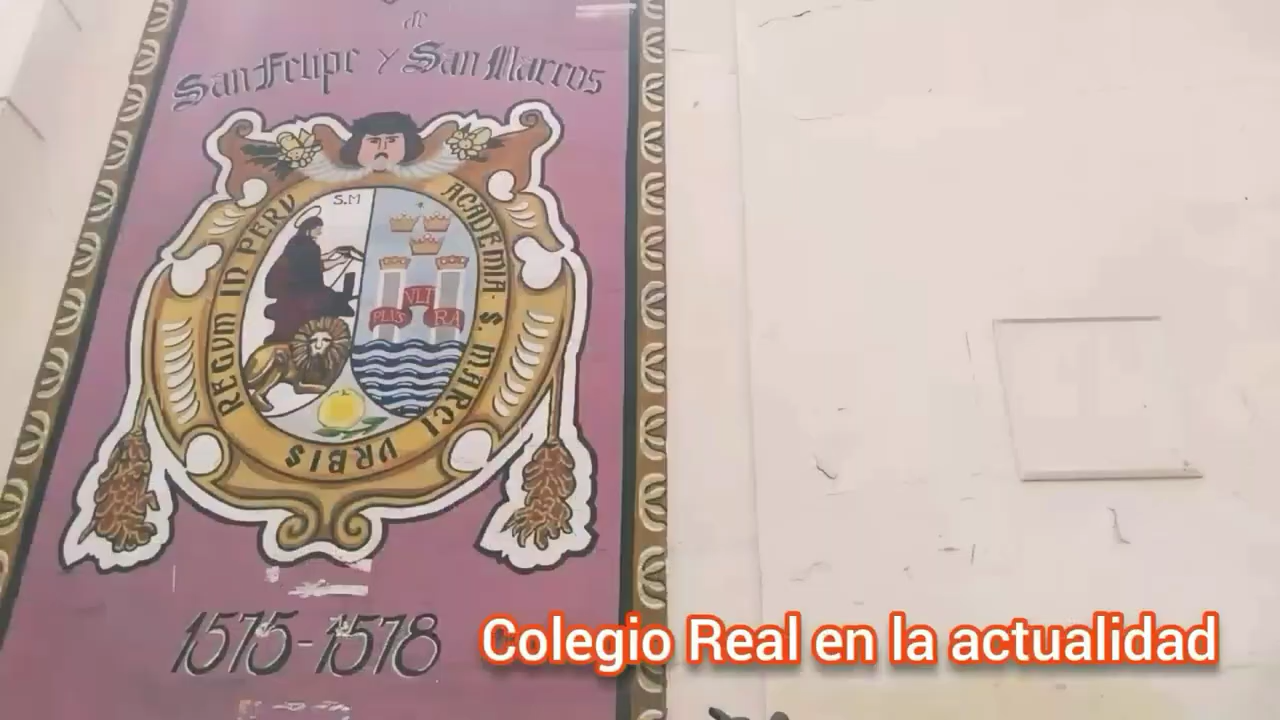 de
San Felipe y San Marcos
S.M
ACADEMIA · S. MARCI VRBIS REGVM IN PERV
PLVS VLT RA
1575-1578
Colegio Real en la actualidad